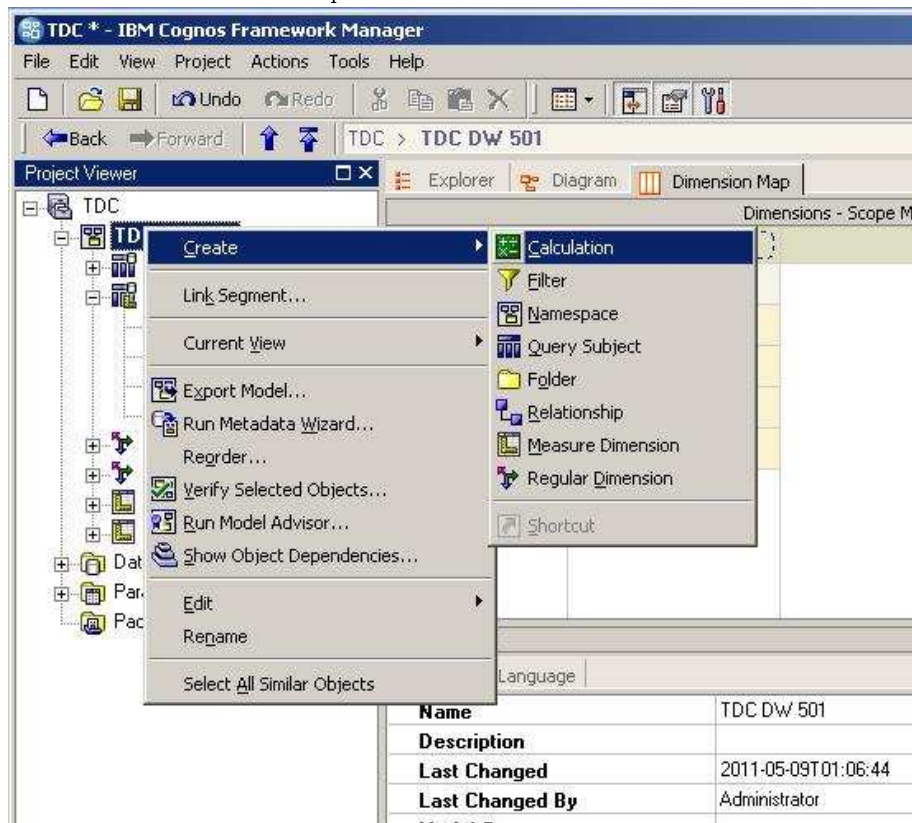 TDC * - IBM Cognos Framework Manager
File Edit View Project Actions Tools Help
Undo Redo
Back Forward TDC > TDC DW 501
Project Viewer
Explorer Diagram Dimension Map
TDC
Dimensions - Scope M
TD
Create
Link Segment...
Current View
Export Model...
Run Metadata Wizard...
Reorder...
Verify Selected Objects...
Run Model Advisor...
Show Object Dependencies...
Edit
Rename
Select All Similar Objects
Calculation
Filter
Namespace
Query Subject
Folder
Relationship
Measure Dimension
Regular Dimension
Shortcut
Dat
Par
Pac
Language
Name TDC DW 501
Description
Last Changed 2011-05-09T01:06:44
Last Changed By Administrator